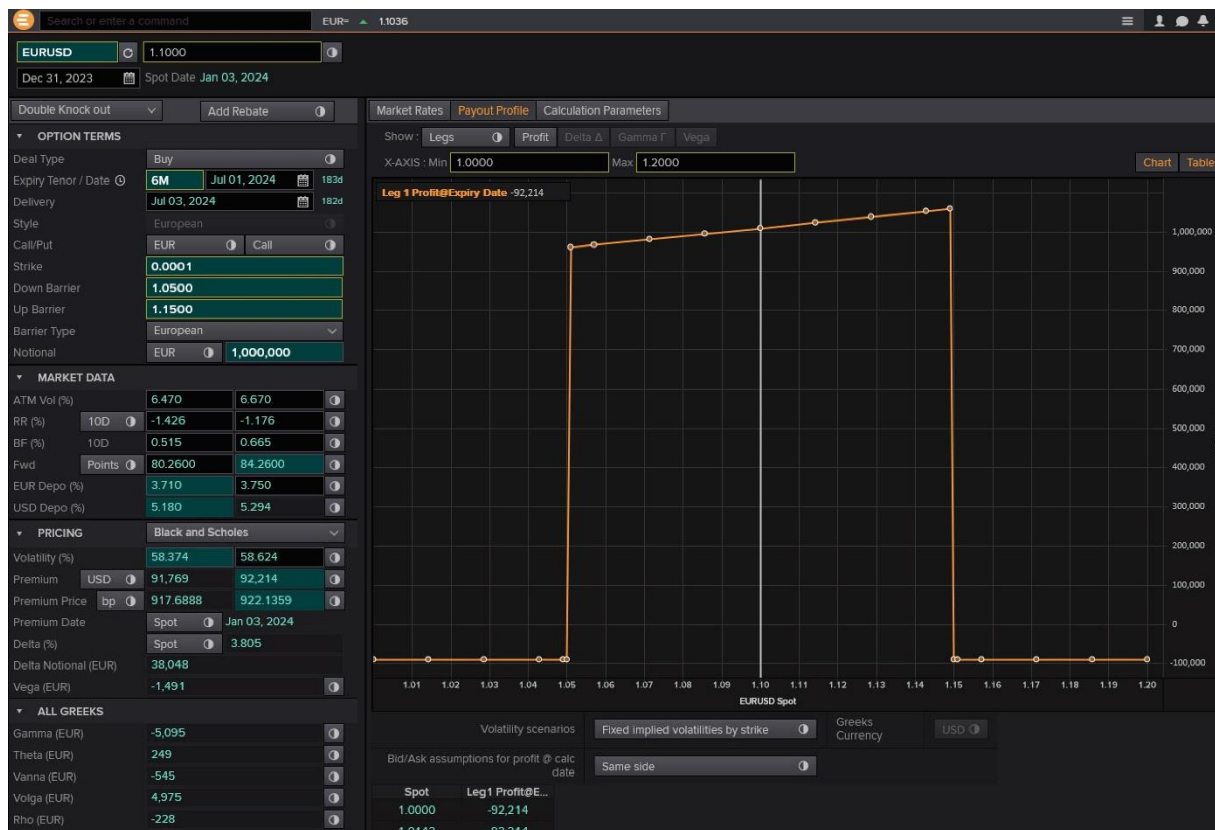 Search or enter a command EUR= 1.1036
EURUSD 1.1000
Dec 31, 2023 Spot Date Jan 03, 2024
Double Knock out Add Rebate
Market Rates Payout Profile Calculation Parameters
OPTION TERMS
Show : Legs Profit Delta Δ Gamma Γ Vega
Deal Type Buy
X-AXIS : Min 1.0000 Max 1.2000 Chart Table
Expiry Tenor / Date 6M Jul 01, 2024 183d
Delivery Jul 03, 2024 182d
Style European
Call/Put EUR Call
Strike 0.0001
Down Barrier 1.0500
Up Barrier 1.1500
Barrier Type European
Notional EUR 1,000,000
MARKET DATA
ATM Vol (%) 6.470 6.670
RR (%) 10D -1.426 -1.176
BF (%) 10D 0.515 0.665
Fwd Points 80.2600 84.2600
EUR Depo (%) 3.710 3.750
USD Depo (%) 5.180 5.294
PRICING Black and Scholes
Volatility (%) 58.374 58.624
Premium USD 91,769 92,214
Premium Price bp 917.6888 922.1359
Premium Date Spot Jan 03, 2024
Delta (%) Spot 3.805
Delta Notional (EUR) 38,048
Vega (EUR) -1,491
ALL GREEKS
Gamma (EUR) -5,095
Theta (EUR) 249
Vanna (EUR) -545
Volga (EUR) 4,975
Rho (EUR) -228
Leg 1 Profit@Expiry Date -92,214
1,000,000
900,000
800,000
700,000
600,000
500,000
400,000
300,000
200,000
100,000
0
-100,000
1.01 1.02 1.03 1.04 1.05 1.06 1.07 1.08 1.09 1.10 1.11 1.12 1.13 1.14 1.15 1.16 1.17 1.18 1.19 1.20
EURUSD Spot
Volatility scenarios Fixed implied volatilities by strike Greeks Currency USD
Bid/Ask assumptions for profit @ calc date Same side
Spot Leg1 Profit@E...
1.0000 -92,214